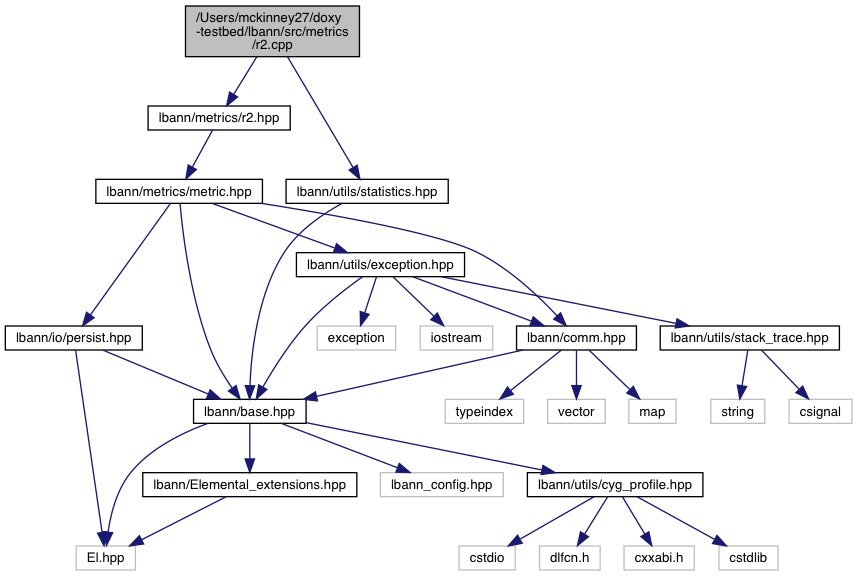 /Users/mckinney27/doxy
-testbed/lbann/src/metrics
/r2.cpp
lbann/metrics/r2.hpp
lbann/metrics/metric.hpp
lbann/utils/statistics.hpp
lbann/utils/exception.hpp
lbann/io/persist.hpp
exception
iostream
lbann/comm.hpp
lbann/utils/stack_trace.hpp
lbann/base.hpp
typeindex
vector
map
string
csignal
lbann/Elemental_extensions.hpp
lbann_config.hpp
lbann/utils/cyg_profile.hpp
El.hpp
cstdio
dlfcn.h
cxxabi.h
cstdlib